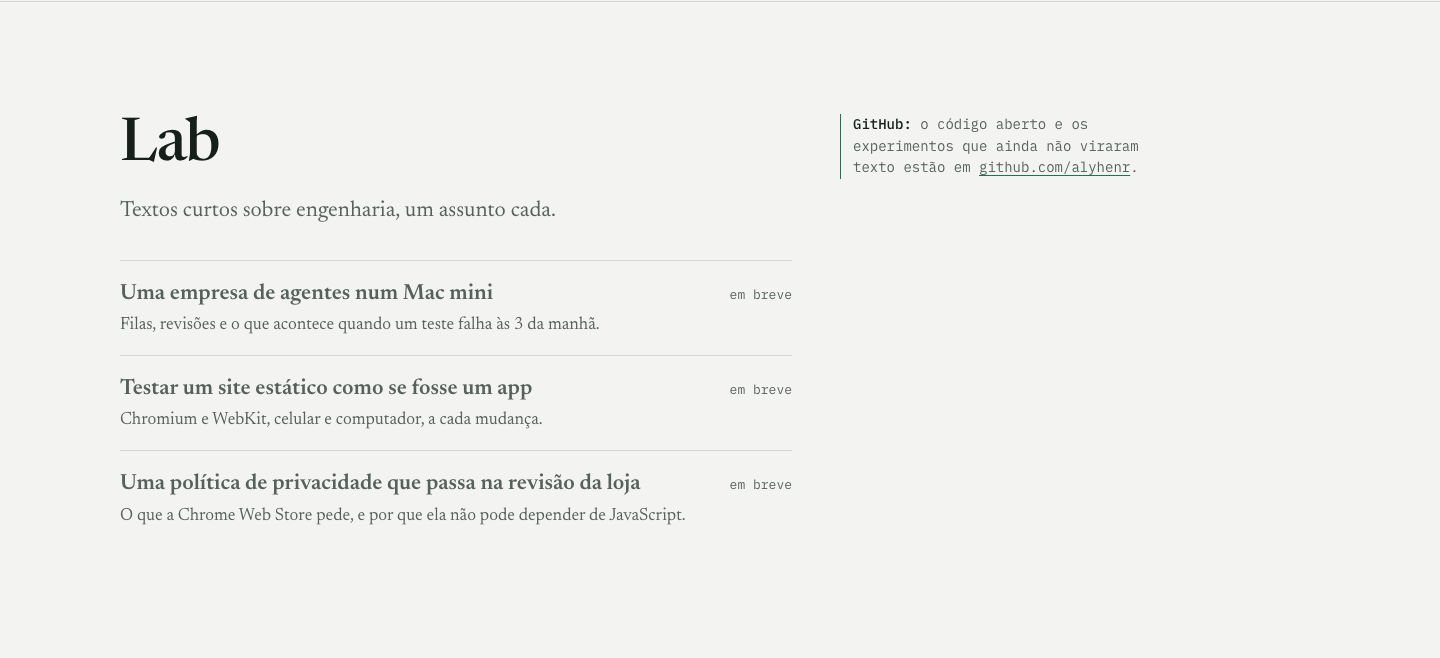 Lab
Textos curtos sobre engenharia, um assunto cada.
Uma empresa de agentes num Mac mini
em breve
Filas, revisões e o que acontece quando um teste falha às 3 da manhã.
Testar um site estático como se fosse um app
em breve
Chromium e WebKit, celular e computador, a cada mudança.
Uma política de privacidade que passa na revisão da loja
em breve
O que a Chrome Web Store pede, e por que ela não pode depender de JavaScript.
GitHub: o código aberto e os
experimentos que ainda não viraram
texto estão em github.com/alyhenr.